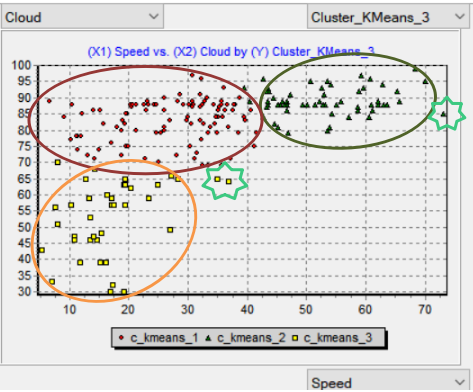 Cloud
Cluster_KMeans_3
(X1) Speed vs. (X2) Cloud by (Y) Cluster_KMeans_3
100
95
90
85
80
75
70
65
60
55
50
45
40
35
30
10 20 30 40 50 60 70
c_kmeans_1 c_kmeans_2 c_kmeans_3
Speed